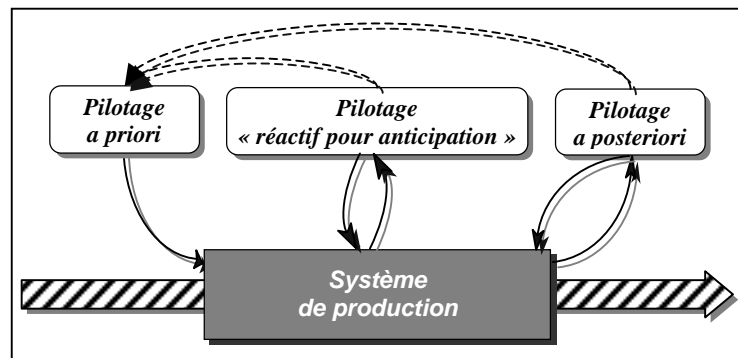 Pilotage
a priori
Pilotage
« réactif pour anticipation »
Pilotage
a posteriori
Système
de production